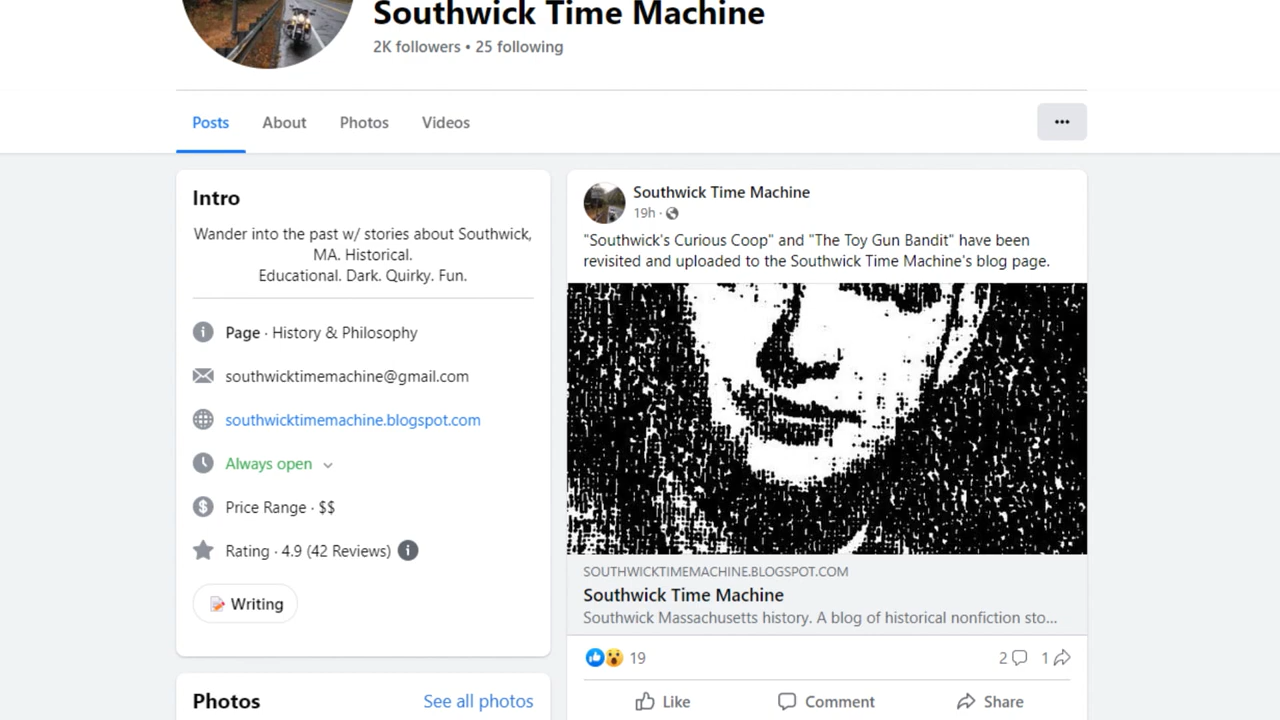 Southwick Time Machine
2K followers • 25 following
Posts
About
Photos
Videos
Intro
Wander into the past w/ stories about Southwick,
MA. Historical.
Educational. Dark. Quirky. Fun.
Page · History & Philosophy
southwicktimemachine@gmail.com
southwicktimemachine.blogspot.com
Always open
Price Range · $$
Rating · 4.9 (42 Reviews)
Writing
Photos
See all photos
Southwick Time Machine
19h ·
"Southwick's Curious Coop" and "The Toy Gun Bandit" have been
revisited and uploaded to the Southwick Time Machine's blog page.
SOUTHWICKTIMEMACHINE.BLOGSPOT.COM
Southwick Time Machine
Southwick Massachusetts history. A blog of historical nonfiction sto...
19
2
1
Like
Comment
Share